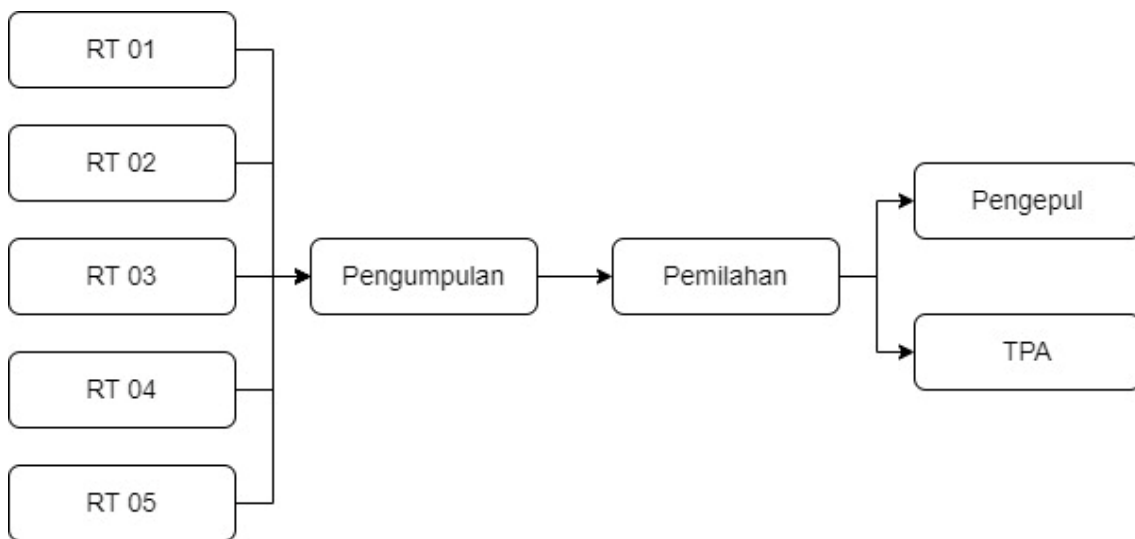 RT 01
RT 02
RT 03
RT 04
RT 05
Pengumpulan
Pemilahan
Pengepul
TPA